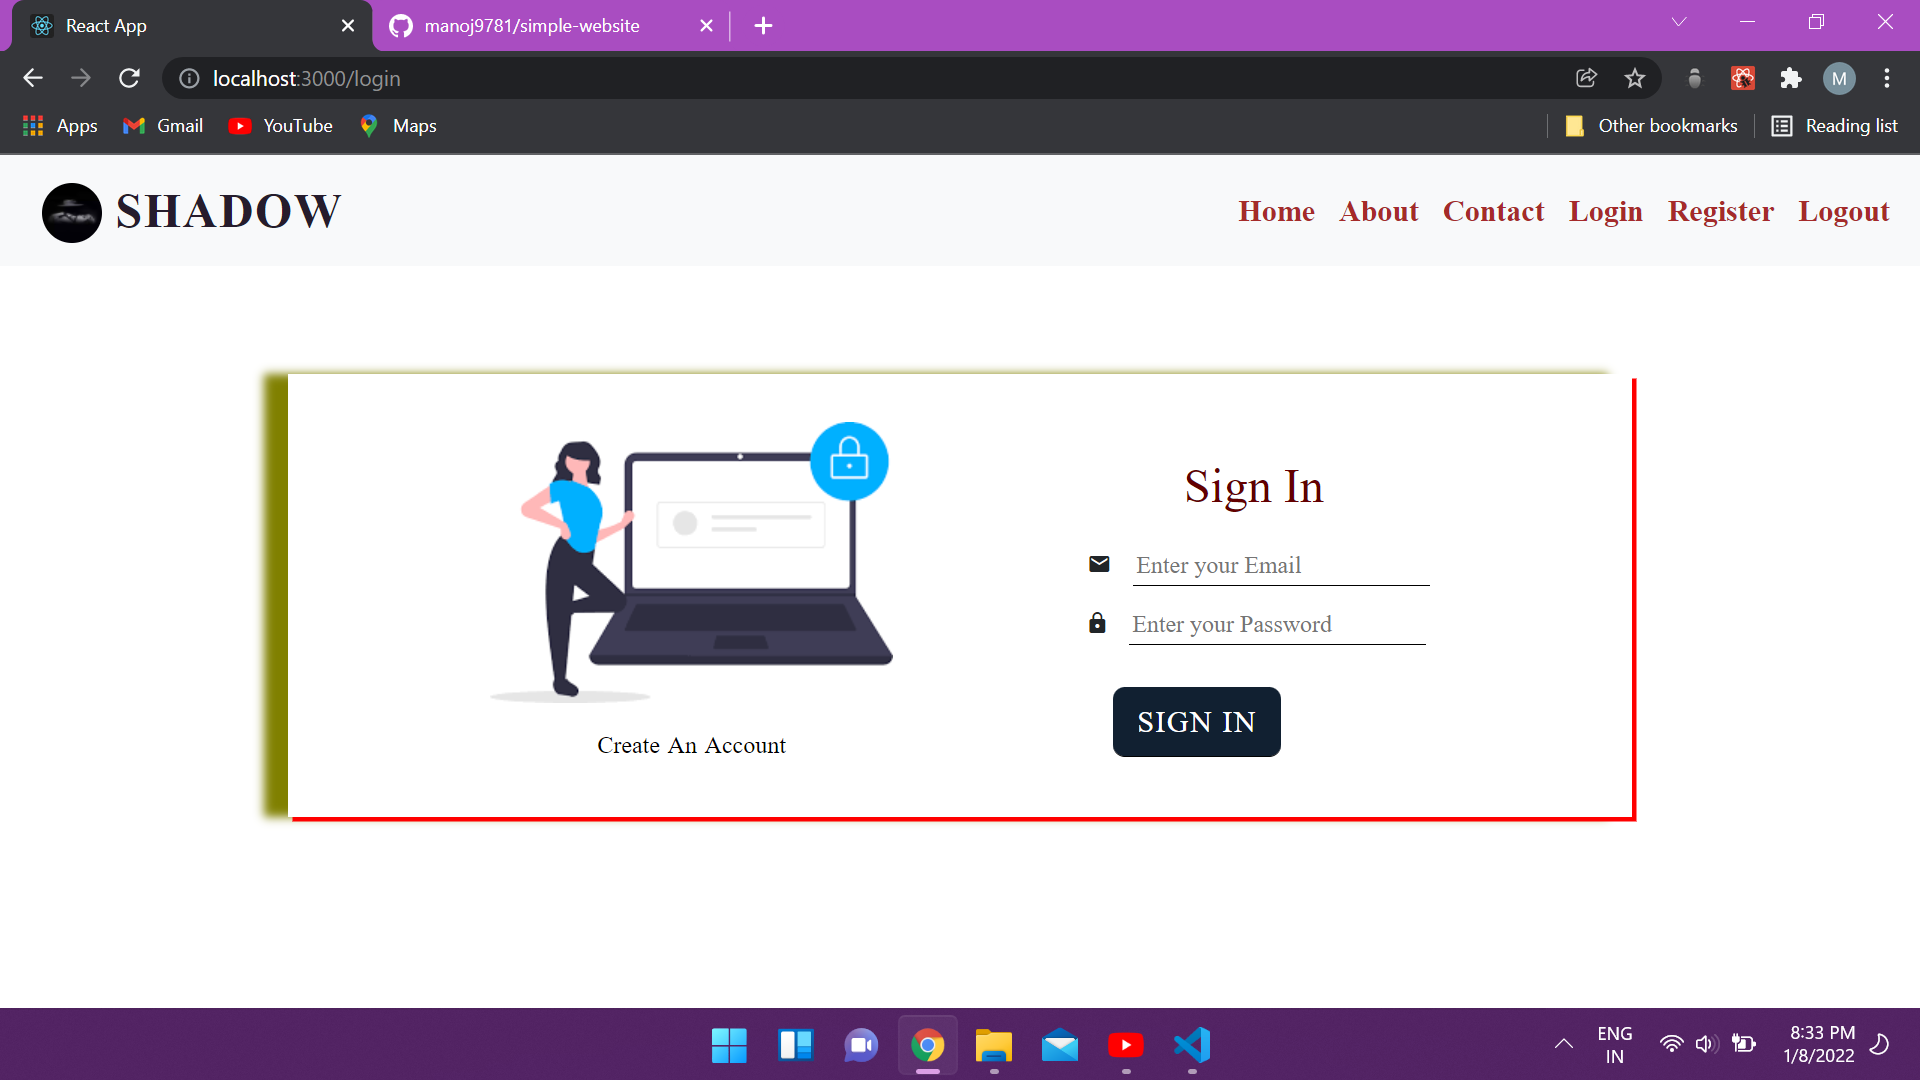 React App
manoj9781/simple-website
localhost:3000/login
M
Apps
Gmail
YouTube
Maps
Other bookmarks
Reading list
SHADOW
Home
About
Contact
Login
Register
Logout
Sign In
Enter your Email
Enter your Password
SIGN IN
Create An Account
ENG
IN
8:33 PM
1/8/2022